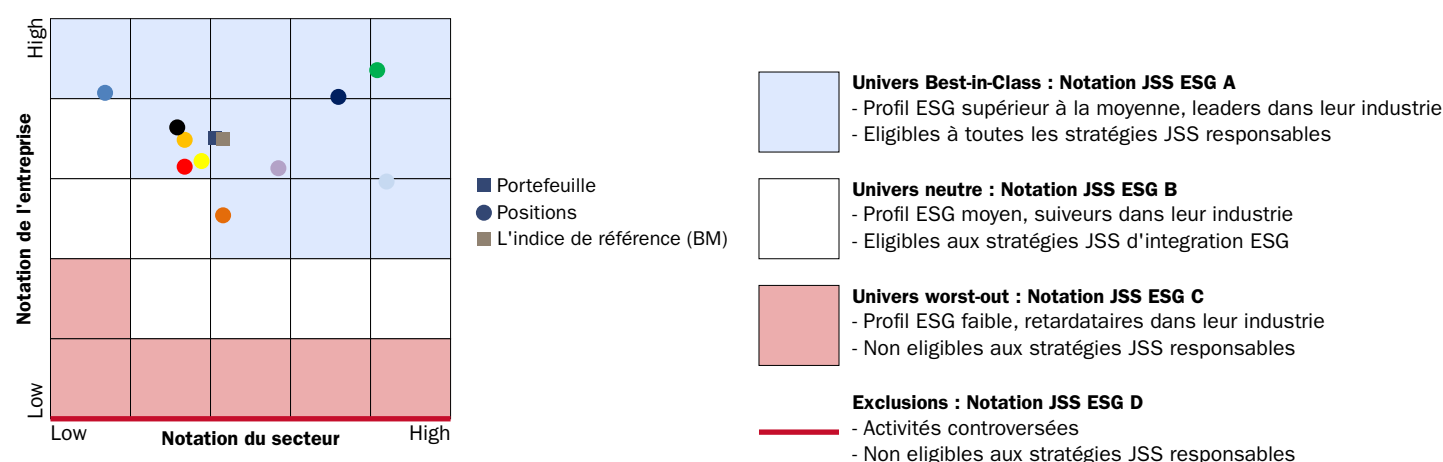 High
Notation de l'entreprise
Low
Low
Notation du secteur
High
Portefeuille
Positions
L'indice de référence (BM)
Univers Best-in-Class : Notation JSS ESG A
- Profil ESG supérieur à la moyenne, leaders dans leur industrie
- Eligibles à toutes les stratégies JSS responsables
Univers neutre : Notation JSS ESG B
- Profil ESG moyen, suiveurs dans leur industrie
- Eligibles aux stratégies JSS d'integration ESG
Univers worst-out : Notation JSS ESG C
- Profil ESG faible, retardataires dans leur industrie
- Non eligibles aux stratégies JSS responsables
Exclusions : Notation JSS ESG D
- Activités controversées
- Non eligibles aux stratégies JSS responsables